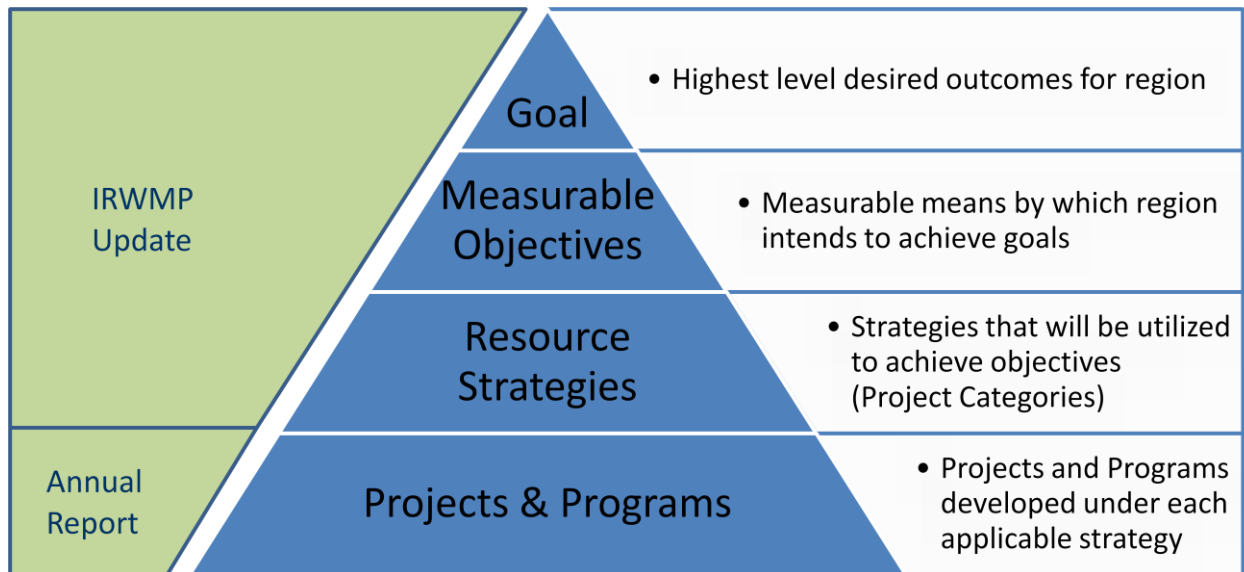 IRWMP
Update
Annual
Report
Goal
Measurable
Objectives
Resource
Strategies
Projects & Programs
• Highest level desired outcomes for region
• Measurable means by which region
intends to achieve goals
• Strategies that will be utilized
to achieve objectives
(Project Categories)
• Projects and Programs
developed under each
applicable strategy